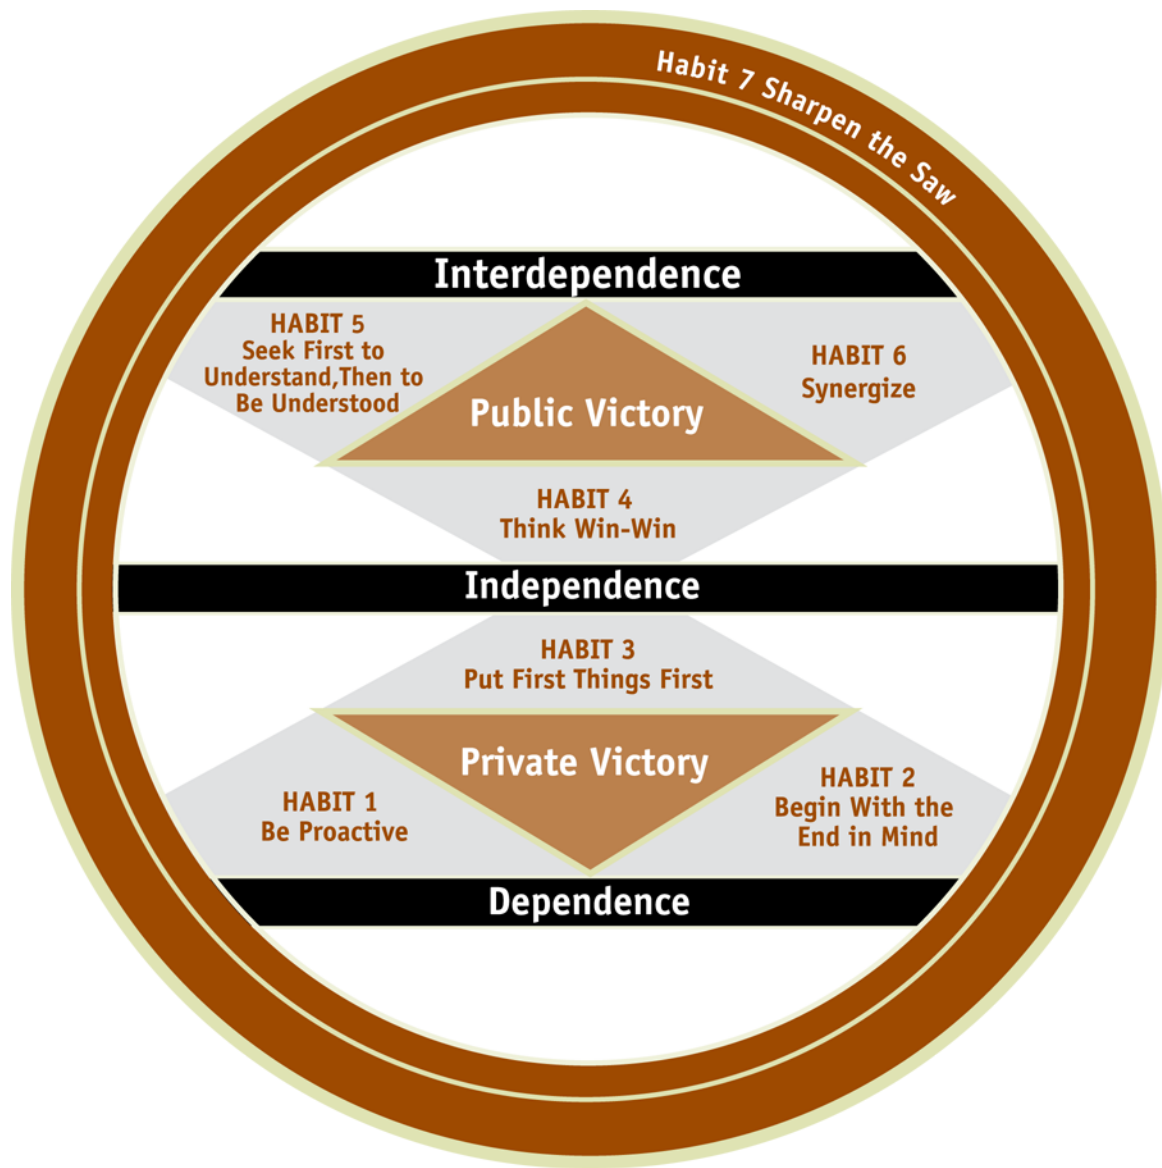 Habit 7 Sharpen the Saw
Interdependence
HABIT 5
Seek First to
Understand,Then to
Be Understood
HABIT 6
Synergize
Public Victory
HABIT 4
Think Win-Win
Independence
HABIT 3
Put First Things First
Private Victory
HABIT 1
Be Proactive
HABIT 2
Begin With the
End in Mind
Dependence